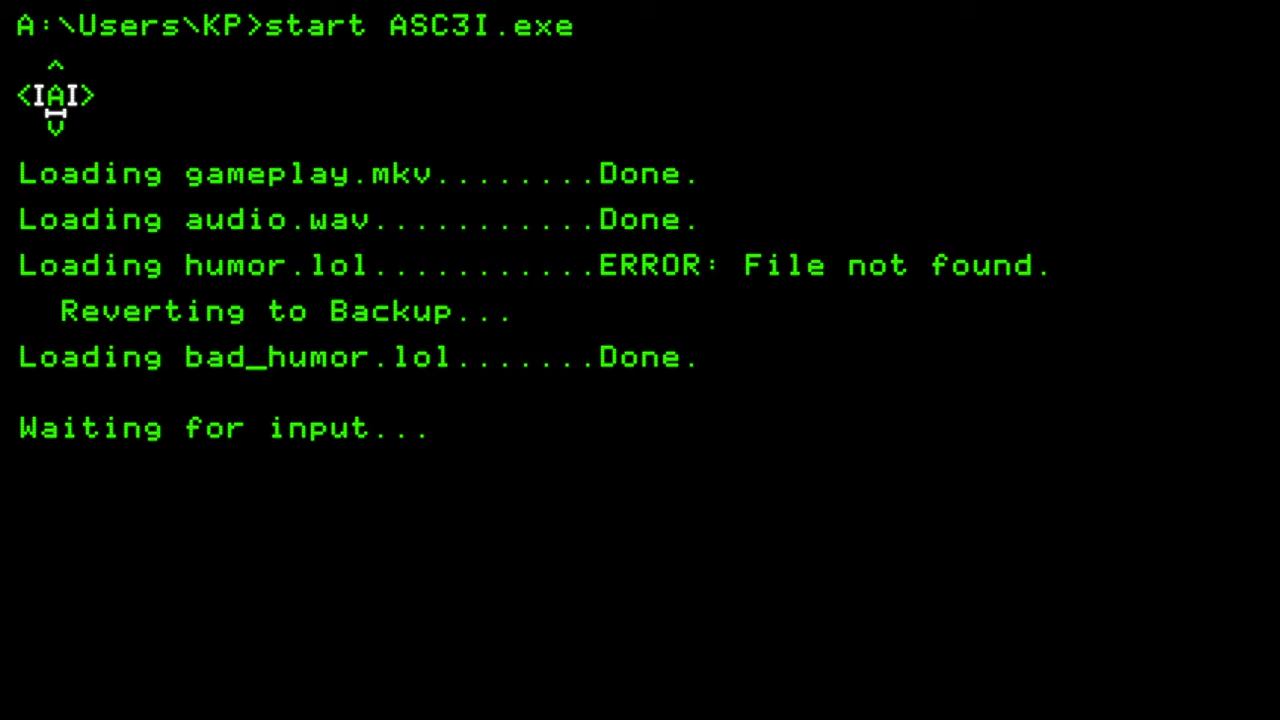 A:\Users\KP>start ASC3I.exe
^
<IAI>
H
v
Loading gameplay.mkv........Done.
Loading audio.wav...........Done.
Loading humor.lol...........ERROR: File not found.
Reverting to Backup...
Loading bad_humor.lol.......Done.
Waiting for input...